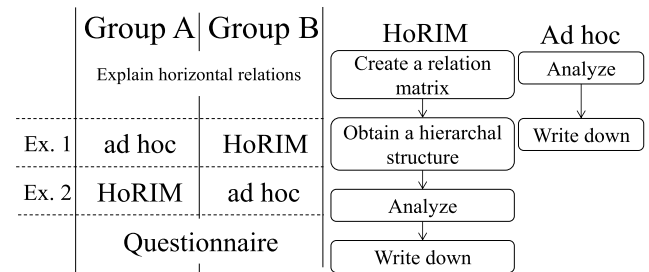 Group A Group B
Explain horizontal relations
Ex. 1 ad hoc HoRIM
Ex. 2 HoRIM ad hoc
Questionnaire
HoRIM
Create a relation
matrix
Obtain a hierarchal
structure
Analyze
Write down
Ad hoc
Analyze
Write down